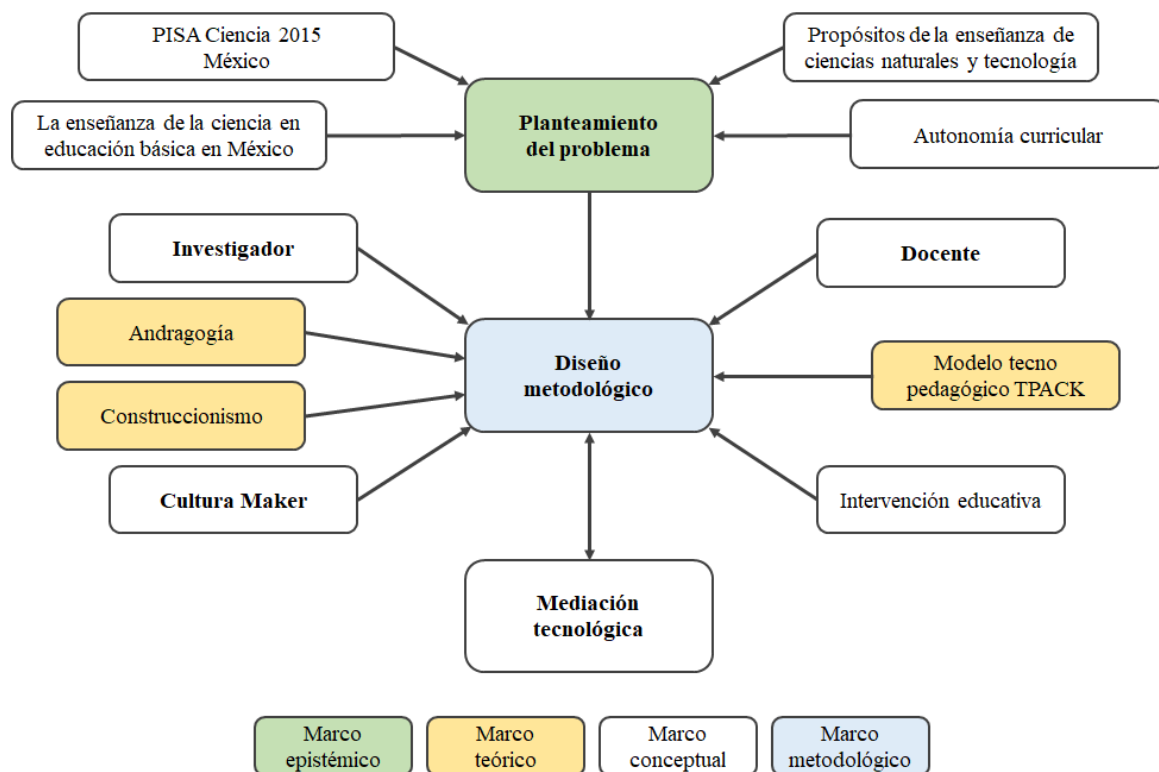 PISA Ciencia 2015
México
Propósitos de la enseñanza de
ciencias naturales y tecnología
La enseñanza de la ciencia en
educación básica en México
Planteamiento
del problema
Autonomía curricular
Investigador
Docente
Andragogía
Diseño
metodológico
Modelo tecno
pedagógico TPACK
Construccionismo
Cultura Maker
Intervención educativa
Mediación
tecnológica
Marco
epistémico
Marco
teórico
Marco
conceptual
Marco
metodológico